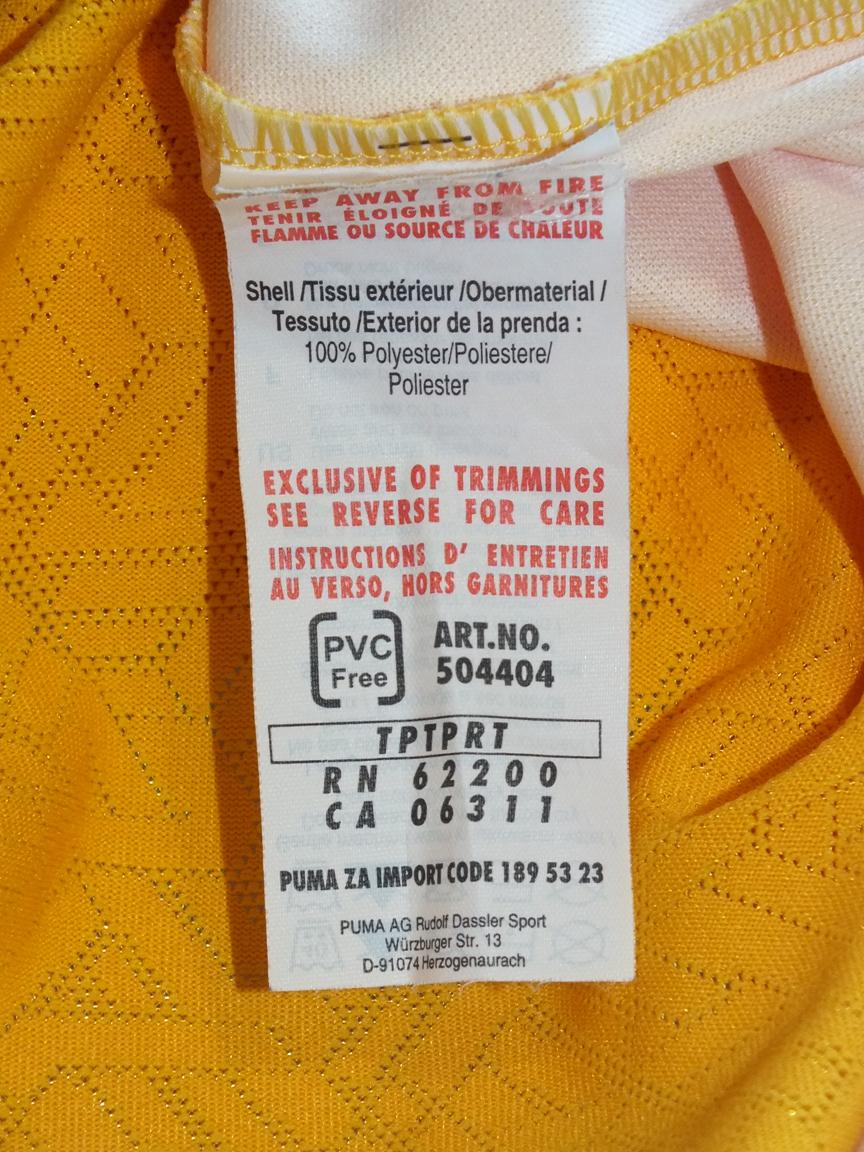 KEEP AWAY FROM FIRE
TENIR ÉLOIGNÉ DE TOUTE
FLAMME OU SOURCE DE CHALEUR
Shell /Tissu extérieur /Obermaterial /
Tessuto /Exterior de la prenda :
100% Polyester/Poliestere/
Poliester
EXCLUSIVE OF TRIMMINGS
SEE REVERSE FOR CARE
INSTRUCTIONS D' ENTRETIEN
AU VERSO, HORS GARNITURES
PVC
Free
ART.NO.
504404
TPTPRT
RN 62200
CA 06311
PUMA ZA IMPORT CODE 189 53 23
PUMA AG Rudolf Dassler Sport
Würzburger Str. 13
D-91074 Herzogenaurach